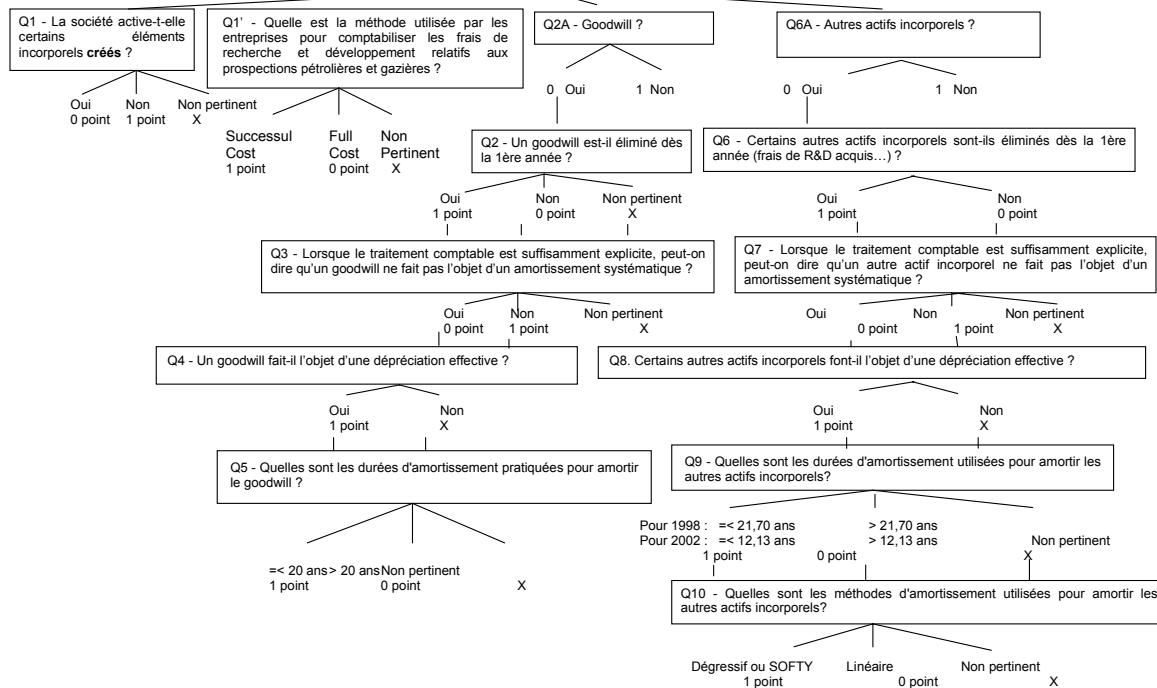 Q1 - La société active-t-elle
certains éléments
incorporels créés ?
Oui Non Non pertinent
0 point 1 point X
Q1’ - Quelle est la méthode utilisée par les
entreprises pour comptabiliser les frais de
recherche et développement relatifs aux
prospections pétrolières et gazières ?
Successul Full Non
Cost Cost Pertinent
1 point 0 point X
Q2A - Goodwill ?
0 Oui 1 Non
Q2 - Un goodwill est-il éliminé dès
la 1ère année ?
Oui Non Non pertinent
1 point 0 point X
Q3 - Lorsque le traitement comptable est suffisamment explicite, peut-on
dire qu’un goodwill ne fait pas l’objet d’un amortissement systématique ?
Oui Non Non pertinent
0 point 1 point X
Q4 - Un goodwill fait-il l’objet d’une dépréciation effective ?
Oui Non
1 point X
Q5 - Quelles sont les durées d'amortissement pratiquées pour amortir
le goodwill ?
=< 20 ans > 20 ans Non pertinent
1 point 0 point X
Q6A - Autres actifs incorporels ?
0 Oui 1 Non
Q6 - Certains autres actifs incorporels sont-ils éliminés dès la 1ère
année (frais de R&D acquis…) ?
Oui Non
1 point 0 point
Q7 - Lorsque le traitement comptable est suffisamment explicite,
peut-on dire qu’un autre actif incorporel ne fait pas l’objet d’un
amortissement systématique ?
Oui Non Non pertinent
0 point 1 point X
Q8. Certains autres actifs incorporels font-il l’objet d’une dépréciation effective ?
Oui Non
1 point X
Q9 - Quelles sont les durées d'amortissement utilisées pour amortir les
autres actifs incorporels?
Pour 1998 : =< 21,70 ans > 21,70 ans
Pour 2002 : =< 12,13 ans > 12,13 ans Non pertinent
1 point 0 point X
Q10 - Quelles sont les méthodes d'amortissement utilisées pour amortir les
autres actifs incorporels?
Dégressif ou SOFTY Linéaire Non pertinent
1 point 0 point X